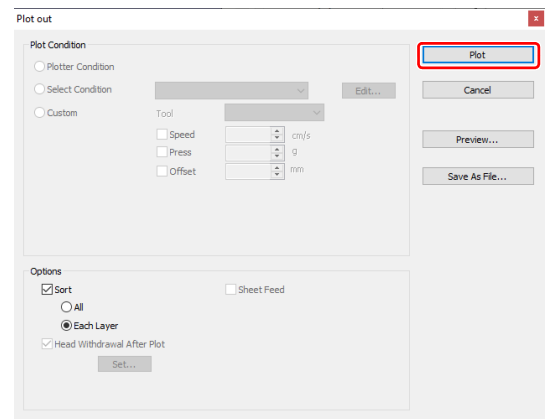 Plot out
x
Plot Condition
Plotter Condition
Select Condition
Edit...
Custom
Tool
Speed
cm/s
Press
g
Offset
mm
Plot
Cancel
Preview...
Save As File...
Options
Sort
Sheet Feed
All
Each Layer
Head Withdrawal After Plot
Set...